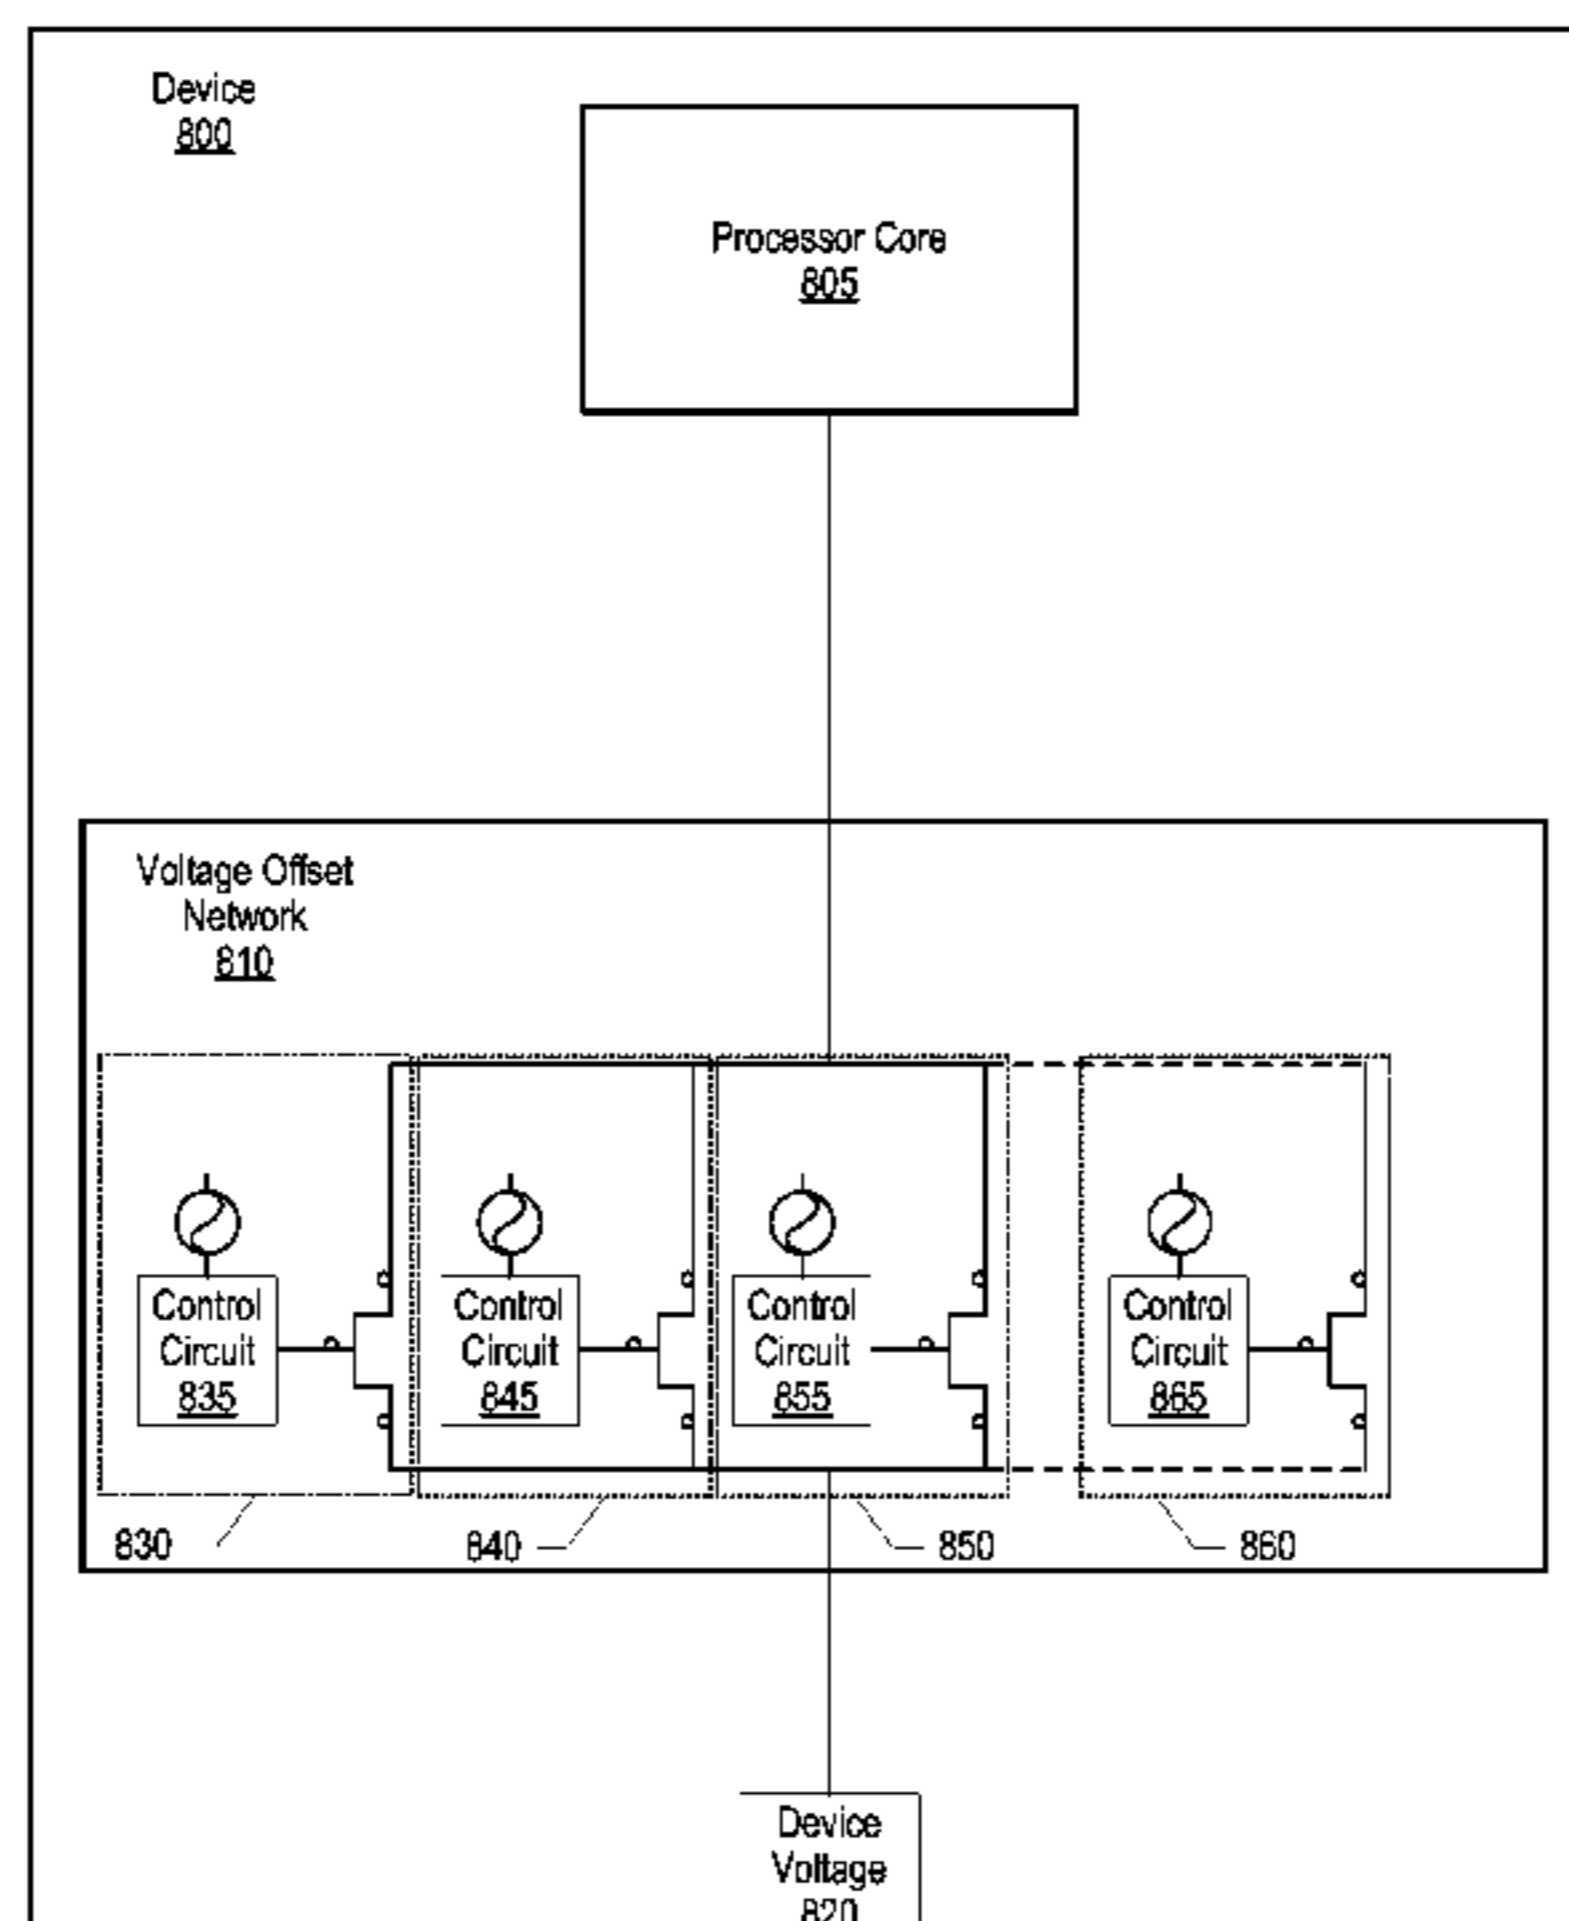 Device
800
Processor Core
805
Voltage Offset
Network
810
Control
Circuit
835
Control
Circuit
845
Control
Circuit
855
Control
Circuit
865
830
840
850
860
Device
Voltage
820